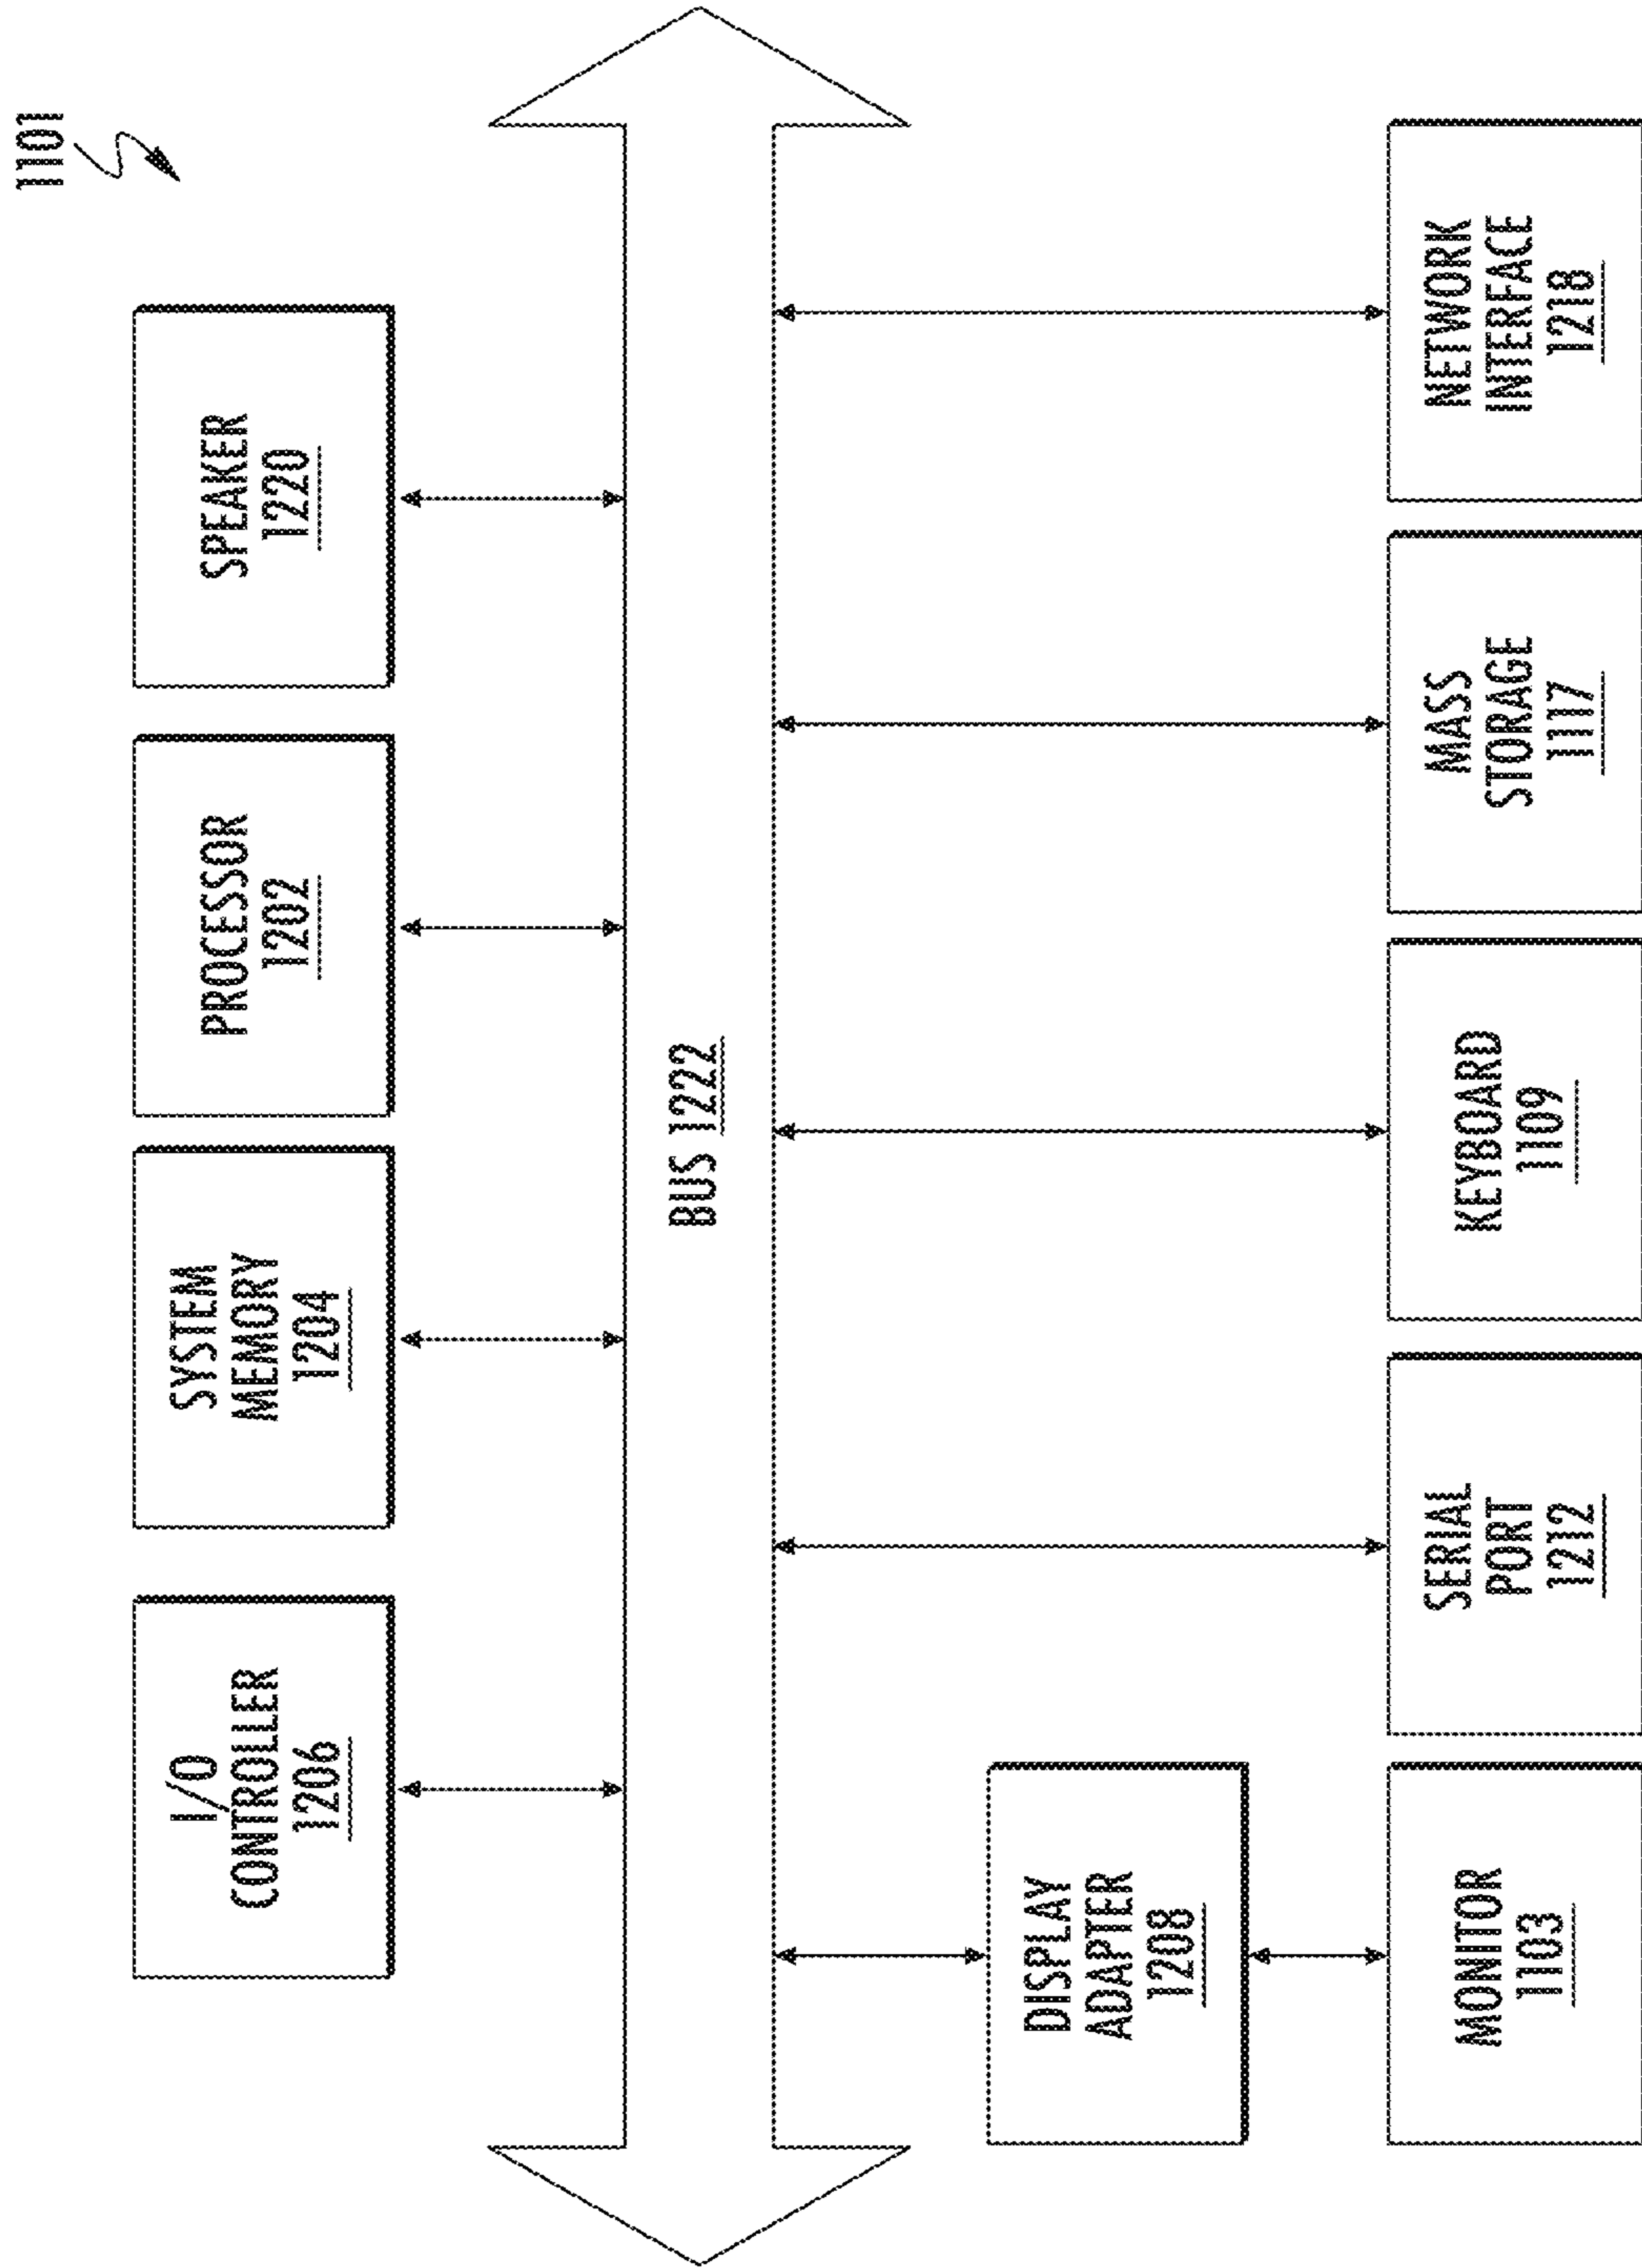 1101
I/O
CONTROLLER
1206
SYSTEM
MEMORY
1204
PROCESSOR
1202
SPEAKER
1220
BUS 1222
DISPLAY
ADAPTER
1208
MONITOR
1103
SERIAL
PORT
1212
KEYBOARD
1109
MASS
STORAGE
1117
NETWORK
INTERFACE
1218